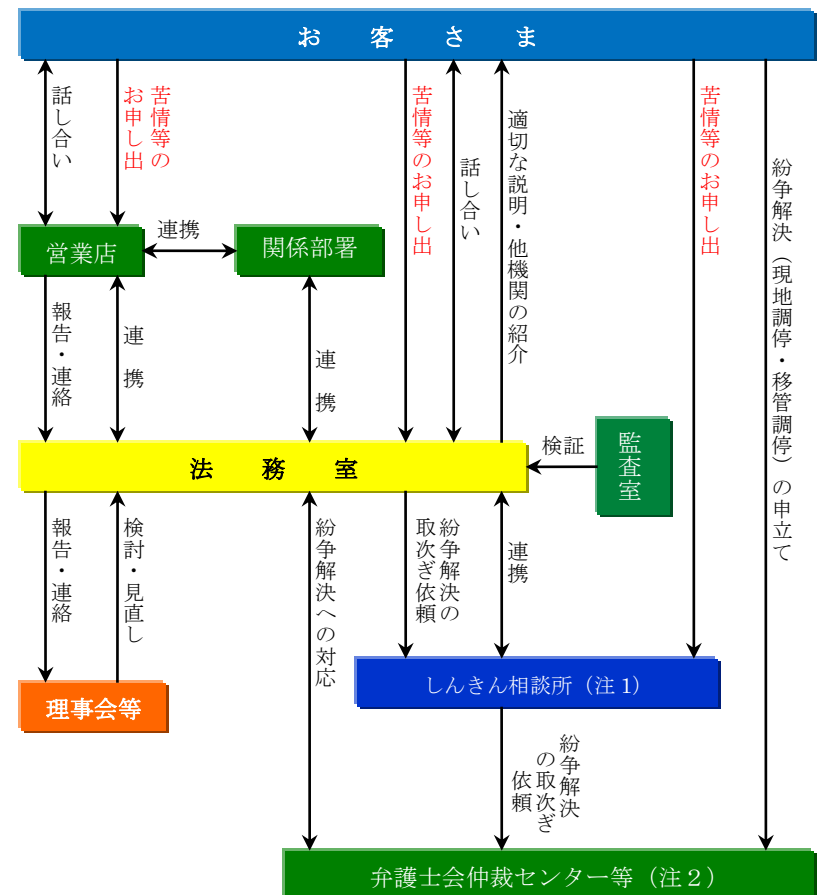 お客さま
話し合い
苦情等の
お申し出
苦情等のお申し出
話し合い
適切な説明・他機関の紹介
苦情等のお申し出
紛争解決（現地調停・移管調停）の申立て
営業店
連携
関係部署
報告・連絡
連携
連携
法務室
検証
監査室
報告・連絡
検討・見直し
紛争解決への対応
紛争解決の
取次ぎ依頼
連携
理事会等
しんきん相談所（注1）
紛争解決
の取次ぎ
依頼
弁護士会仲裁センター等（注２）